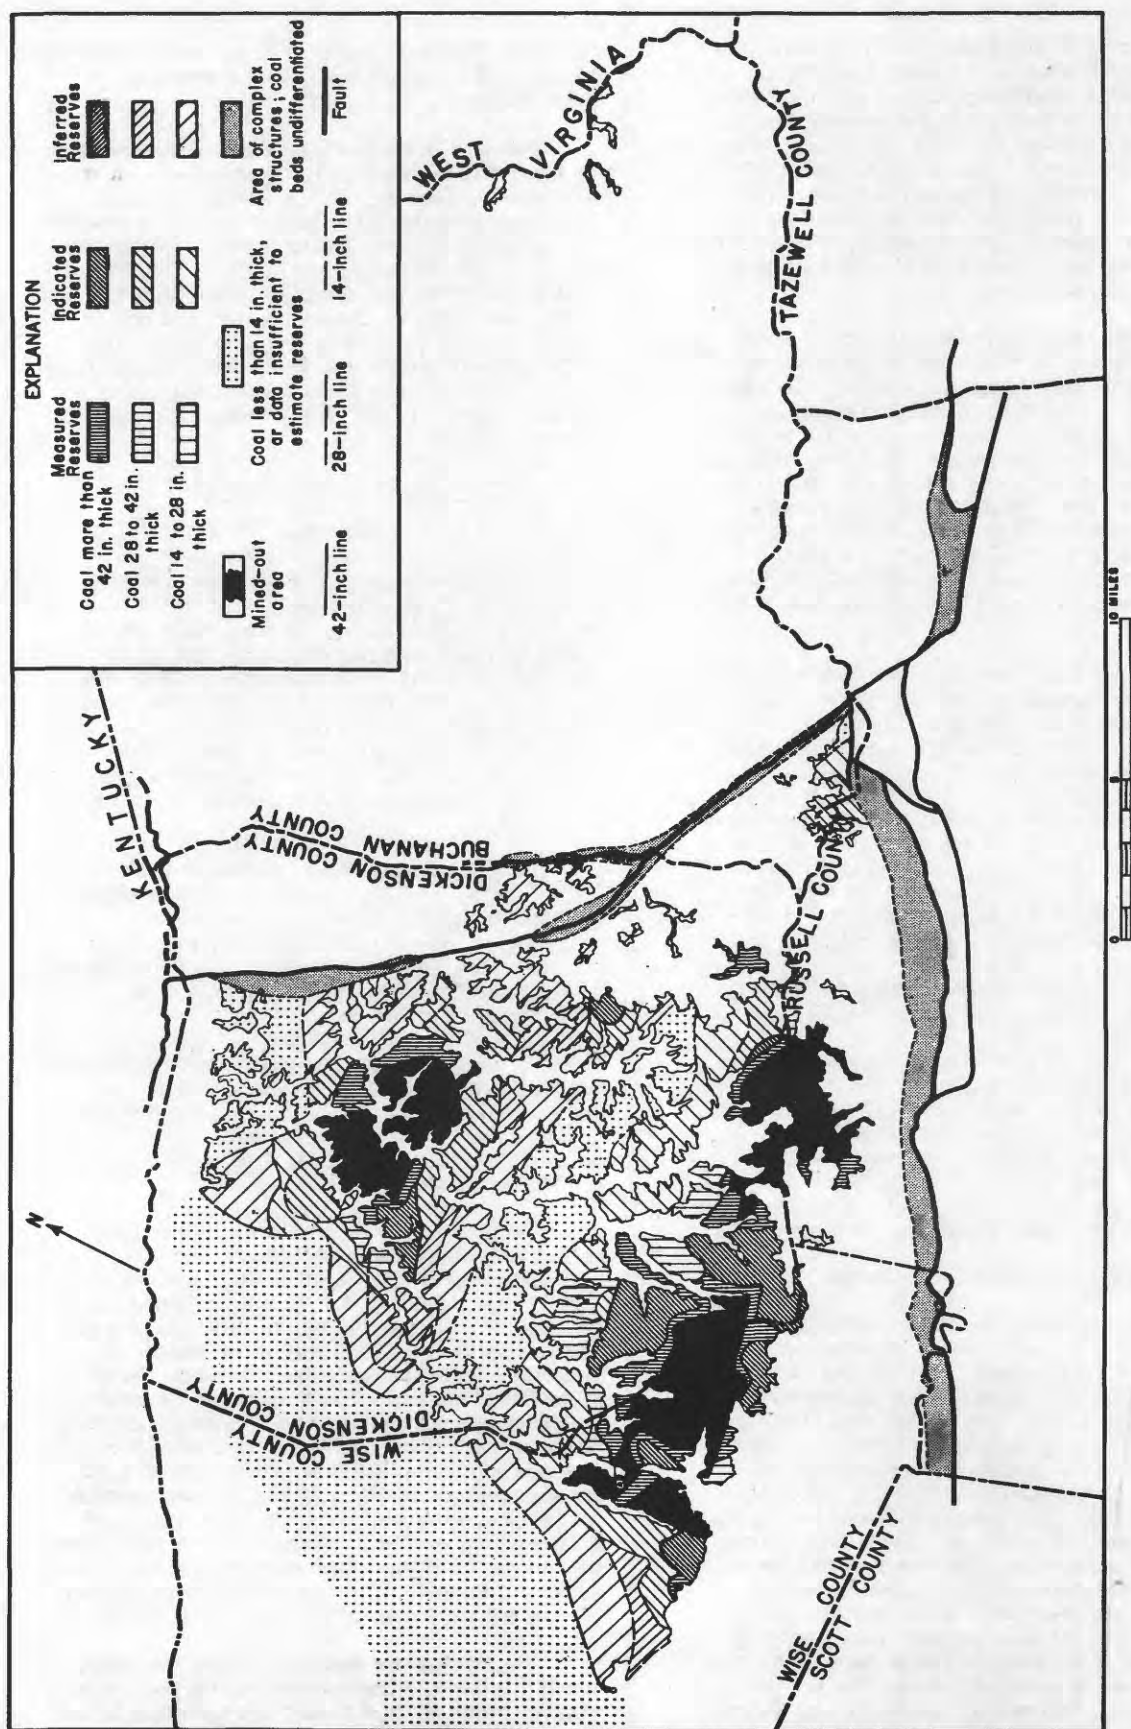 EXPLANATION
Measured
Reserves
Indicated
Reserves
Inferred
Reserves
Coal more than
42 in. thick
Coal 28 to 42 in.
thick
Coal 14 to 28 in.
thick
Mined-out
area
Coal less than 14 in. thick,
or data insufficient to
estimate reserves
Area of complex
structures; coal
beds undifferentiated
42-inch line
28-inch line
14-inch line
Fault
KENTUCKY
WEST VIRGINIA
N
BUCHANAN COUNTY
DICKENSON COUNTY
WISE COUNTY
DICKENSON COUNTY
TAZEWELL COUNTY
RUSSELL COUNTY
WISE COUNTY
SCOTT COUNTY
0
5
10 MILES